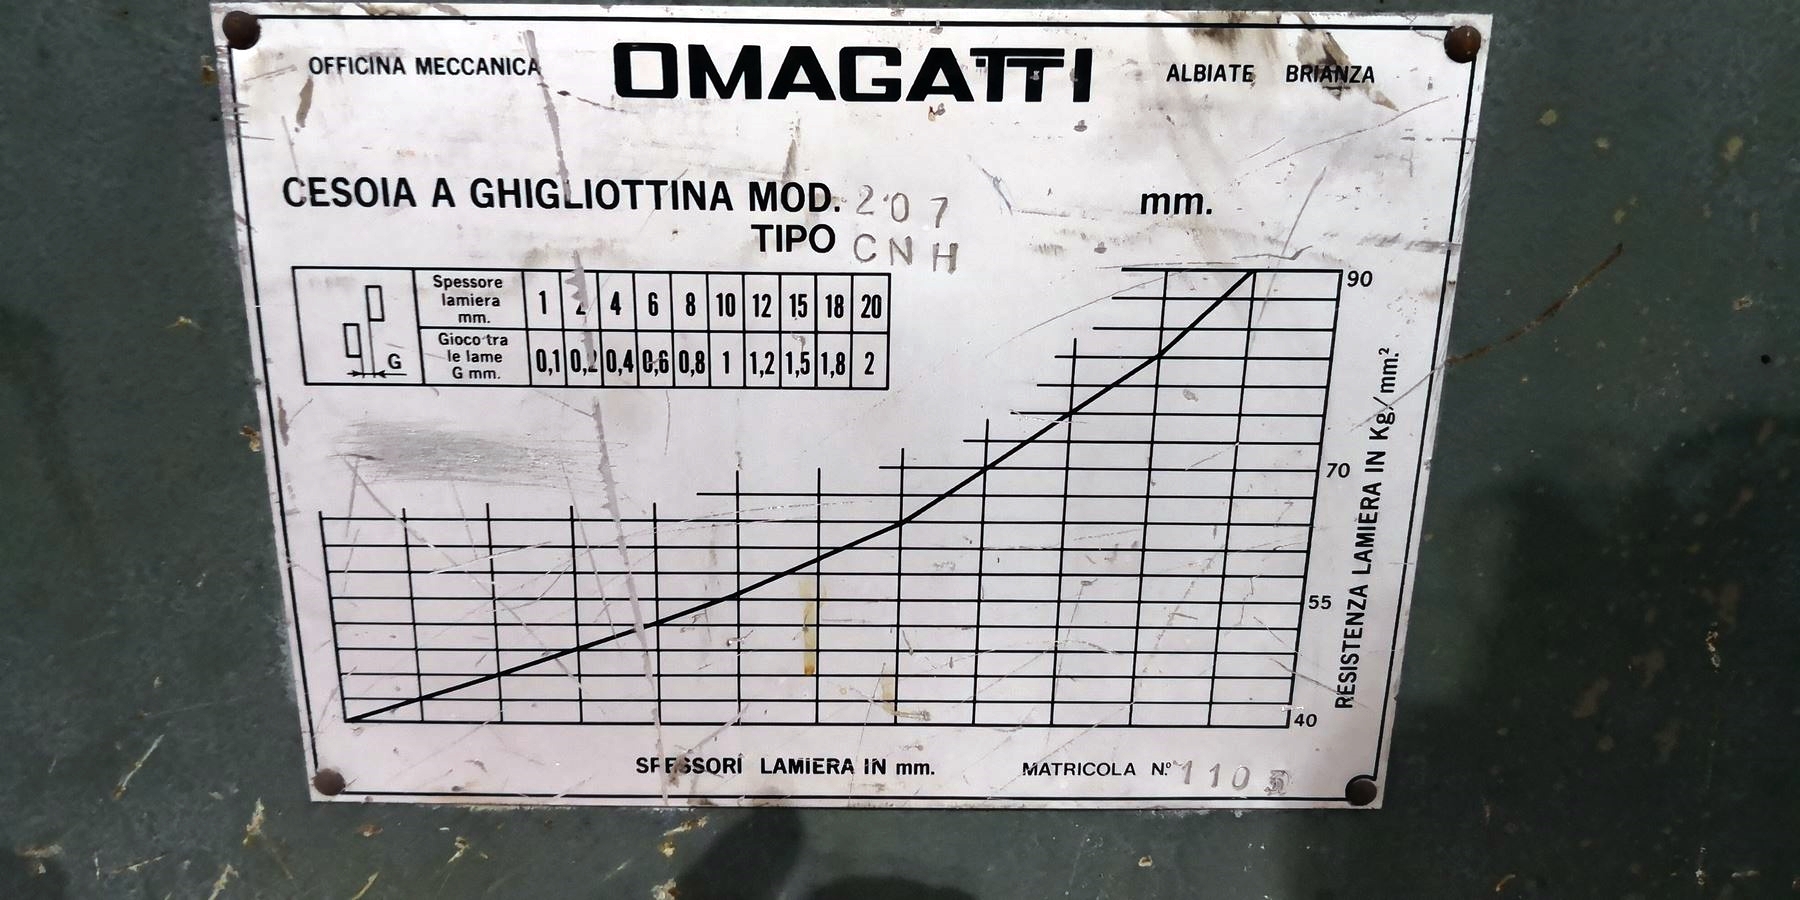 OFFICINA MECCANICA OMAGATTI ALBIATE BRIANZA
CESOIA A GHIGLIOTTINA MOD. 207 mm.
TIPO CNH
Spessore lamiera mm. 1 2 4 6 8 10 12 15 18 20
Gioco tra le lame G mm. 0,1 0,2 0,4 0,6 0,8 1 1,2 1,5 1,8 2
G
90
70
55
40
RESISTENZA LAMIERA IN Kg/mm.²
SPESSORI LAMIERA IN mm.
MATRICOLA N.º 110